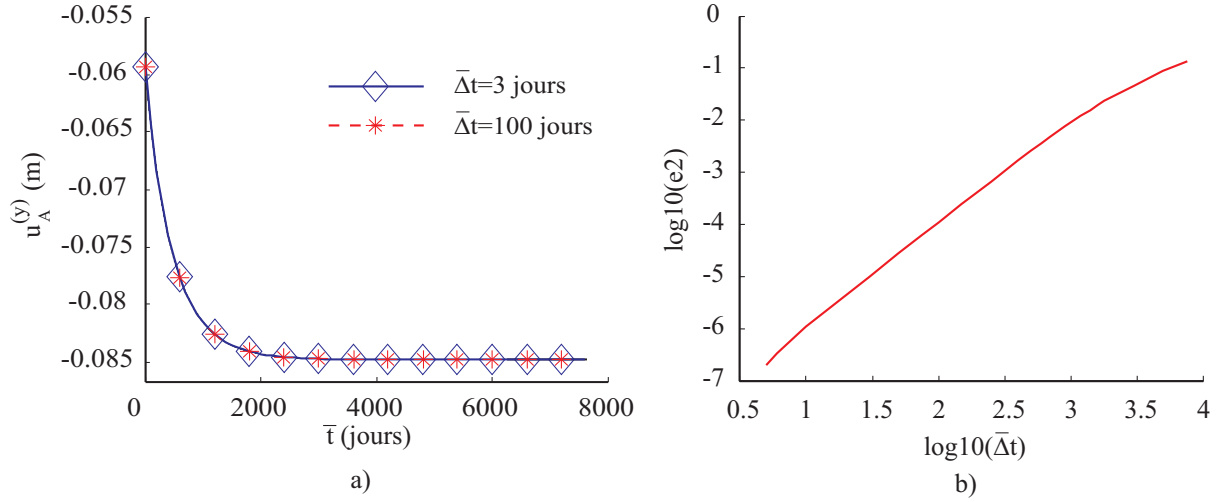 -0.055
-0.06
-0.065
-0.07
-0.075
-0.08
-0.085
u_A^(y) (m)
Δ̄t=3 jours
Δ̄t=100 jours
0 2000 4000 6000 8000
t̄ (jours)
a)
0
-1
-2
-3
-4
-5
-6
-7
log10(e2)
0.5 1 1.5 2 2.5 3 3.5 4
log10(Δ̄t)
b)